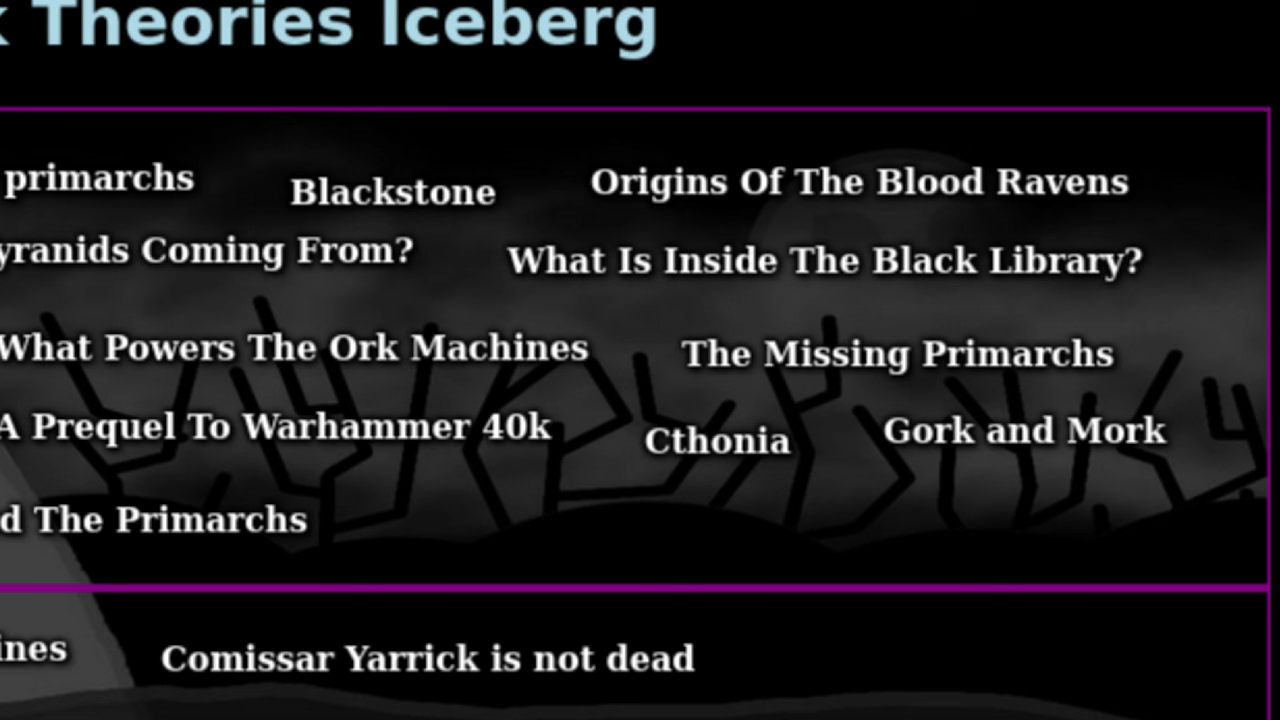 Theories Iceberg
primarchs
Blackstone
Origins Of The Blood Ravens
Coming From?
What Is Inside The Black Library?
What Powers The Ork Machines
The Missing Primarchs
A Prequel To Warhammer 40k
Cthonia
Gork and Mork
The Primarchs
Comissar Yarrick is not dead